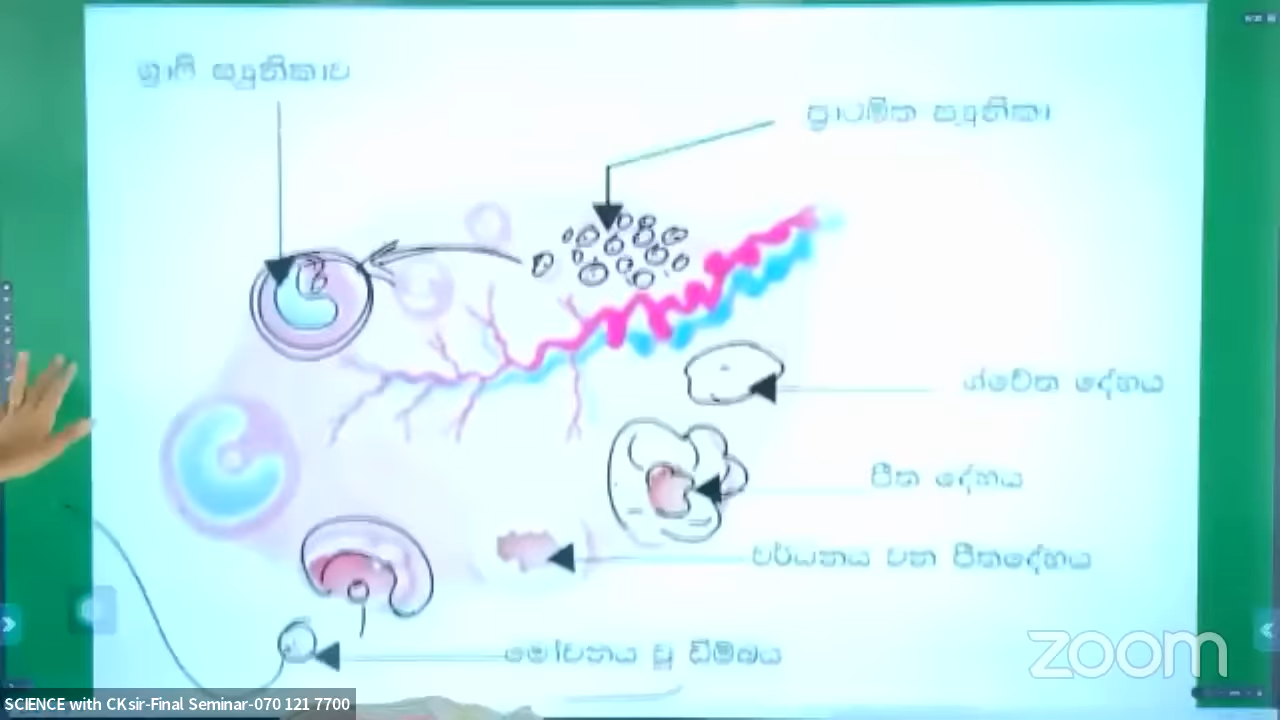 ග්‍රාෆි සුනිකාව
ප්‍රාථමික සුනිකා
ශ්වේත දේහය
පීත දේහය
වර්ධනය වන පීතදේහය
මෝචනය වූ ඩිම්බය
zoom
SCIENCE with CKsir-Final Seminar-070 121 7700